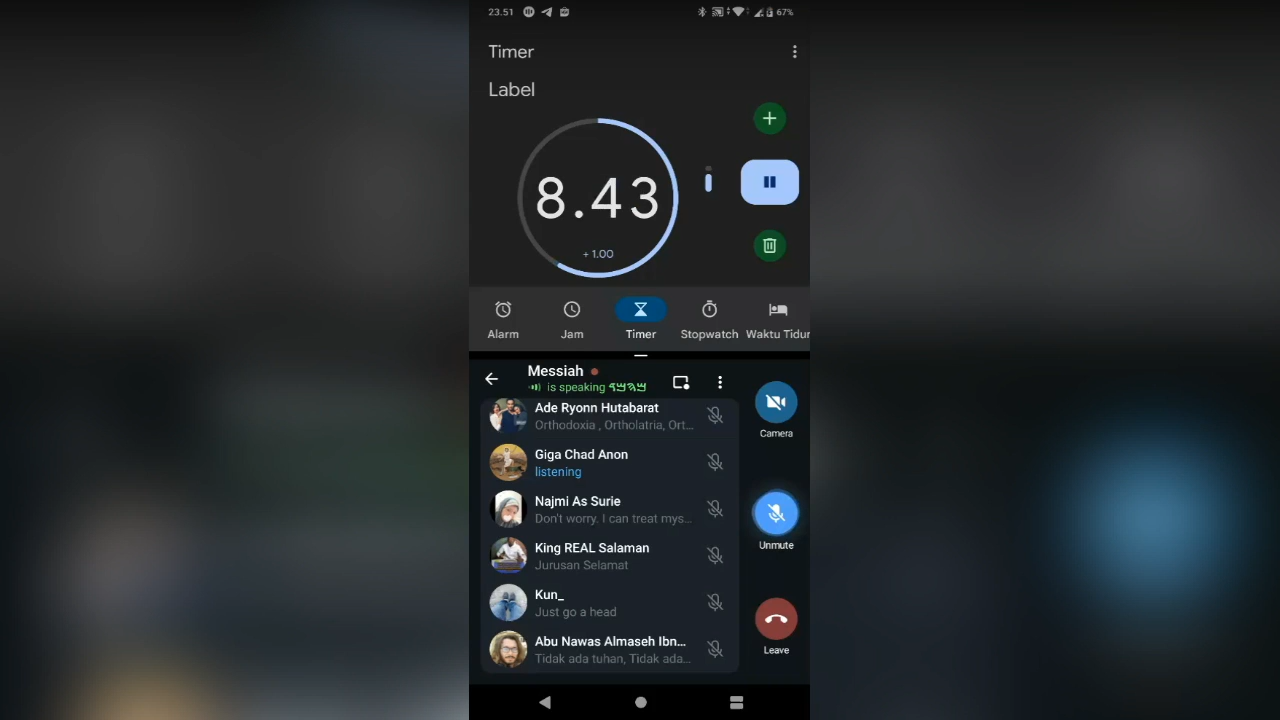 23.51
67%
Timer
Label
8.43
+ 1.00
Alarm
Jam
Timer
Stopwatch
Waktu Tidur
Messiah
is speaking
Ade Ryonn Hutabarat
Orthodoxia , Ortholatria, Ort...
Camera
Giga Chad Anon
listening
Najmi As Surie
Don't worry. I can treat mys...
Unmute
King REAL Salaman
Jurusan Selamat
Kun_
Just go a head
Abu Nawas Almaseh Ibn...
Tidak ada tuhan, Tidak ada...
Leave